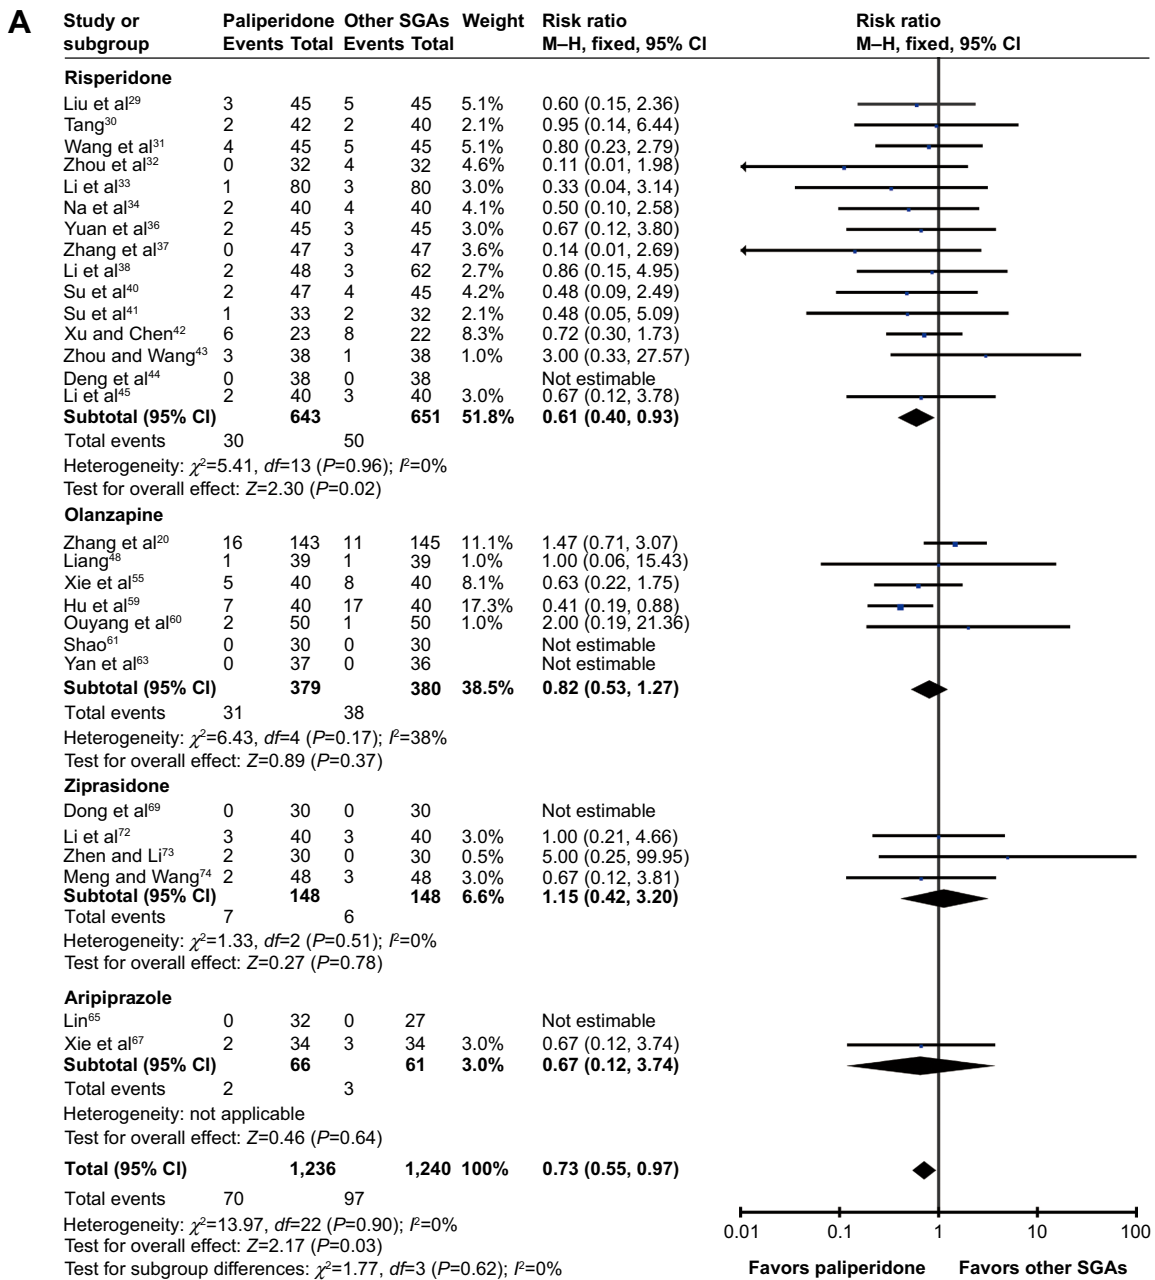 A
Study or Paliperidone Other SGAs Weight Risk ratio Risk ratio
subgroup Events Total Events Total M–H, fixed, 95% CI M–H, fixed, 95% CI
Risperidone
Liu et al29 3 45 5 45 5.1% 0.60 (0.15, 2.36)
Tang30 2 42 2 40 2.1% 0.95 (0.14, 6.44)
Wang et al31 4 45 5 45 5.1% 0.80 (0.23, 2.79)
Zhou et al32 0 32 4 32 4.6% 0.11 (0.01, 1.98)
Li et al33 1 80 3 80 3.0% 0.33 (0.04, 3.14)
Na et al34 2 40 4 40 4.1% 0.50 (0.10, 2.58)
Yuan et al36 2 45 3 45 3.0% 0.67 (0.12, 3.80)
Zhang et al37 0 47 3 47 3.6% 0.14 (0.01, 2.69)
Li et al38 2 48 3 62 2.7% 0.86 (0.15, 4.95)
Su et al40 2 47 4 45 4.2% 0.48 (0.09, 2.49)
Su et al41 1 33 2 32 2.1% 0.48 (0.05, 5.09)
Xu and Chen42 6 23 8 22 8.3% 0.72 (0.30, 1.73)
Zhou and Wang43 3 38 1 38 1.0% 3.00 (0.33, 27.57)
Deng et al44 0 38 0 38 Not estimable
Li et al45 2 40 3 40 3.0% 0.67 (0.12, 3.78)
Subtotal (95% CI) 643 651 51.8% 0.61 (0.40, 0.93)
Total events 30 50
Heterogeneity: χ2=5.41, df=13 (P=0.96); I2=0%
Test for overall effect: Z=2.30 (P=0.02)
Olanzapine
Zhang et al20 16 143 11 145 11.1% 1.47 (0.71, 3.07)
Liang48 1 39 1 39 1.0% 1.00 (0.06, 15.43)
Xie et al55 5 40 8 40 8.1% 0.63 (0.22, 1.75)
Hu et al59 7 40 17 40 17.3% 0.41 (0.19, 0.88)
Ouyang et al60 2 50 1 50 1.0% 2.00 (0.19, 21.36)
Shao61 0 30 0 30 Not estimable
Yan et al63 0 37 0 36 Not estimable
Subtotal (95% CI) 379 380 38.5% 0.82 (0.53, 1.27)
Total events 31 38
Heterogeneity: χ2=6.43, df=4 (P=0.17); I2=38%
Test for overall effect: Z=0.89 (P=0.37)
Ziprasidone
Dong et al69 0 30 0 30 Not estimable
Li et al72 3 40 3 40 3.0% 1.00 (0.21, 4.66)
Zhen and Li73 2 30 0 30 0.5% 5.00 (0.25, 99.95)
Meng and Wang74 2 48 3 48 3.0% 0.67 (0.12, 3.81)
Subtotal (95% CI) 148 148 6.6% 1.15 (0.42, 3.20)
Total events 7 6
Heterogeneity: χ2=1.33, df=2 (P=0.51); I2=0%
Test for overall effect: Z=0.27 (P=0.78)
Aripiprazole
Lin65 0 32 0 27 Not estimable
Xie et al67 2 34 3 34 3.0% 0.67 (0.12, 3.74)
Subtotal (95% CI) 66 61 3.0% 0.67 (0.12, 3.74)
Total events 2 3
Heterogeneity: not applicable
Test for overall effect: Z=0.46 (P=0.64)
Total (95% CI) 1,236 1,240 100% 0.73 (0.55, 0.97)
Total events 70 97
Heterogeneity: χ2=13.97, df=22 (P=0.90); I2=0%
Test for overall effect: Z=2.17 (P=0.03)
Test for subgroup differences: χ2=1.77, df=3 (P=0.62); I2=0%
0.01 0.1 1 10 100
Favors paliperidone Favors other SGAs